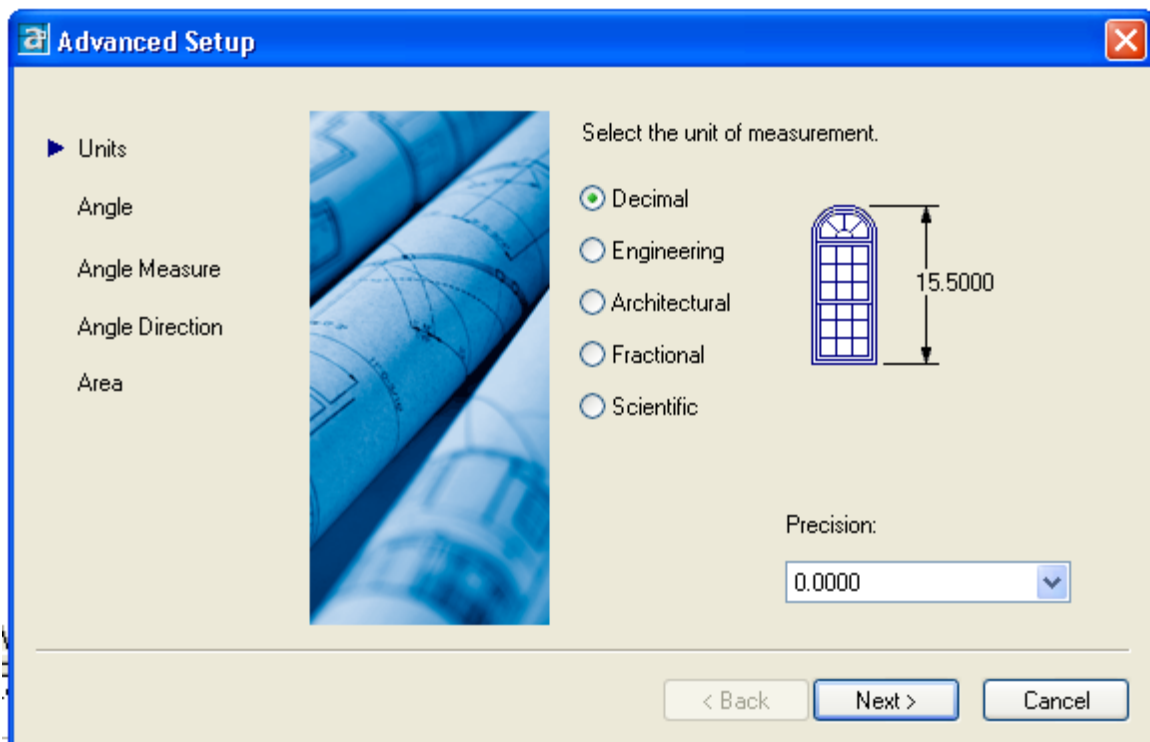 Advanced Setup
Units
Angle
Angle Measure
Angle Direction
Area
Select the unit of measurement.
Decimal
Engineering
Architectural
Fractional
Scientific
15.5000
Precision:
0.0000
< Back
Next >
Cancel